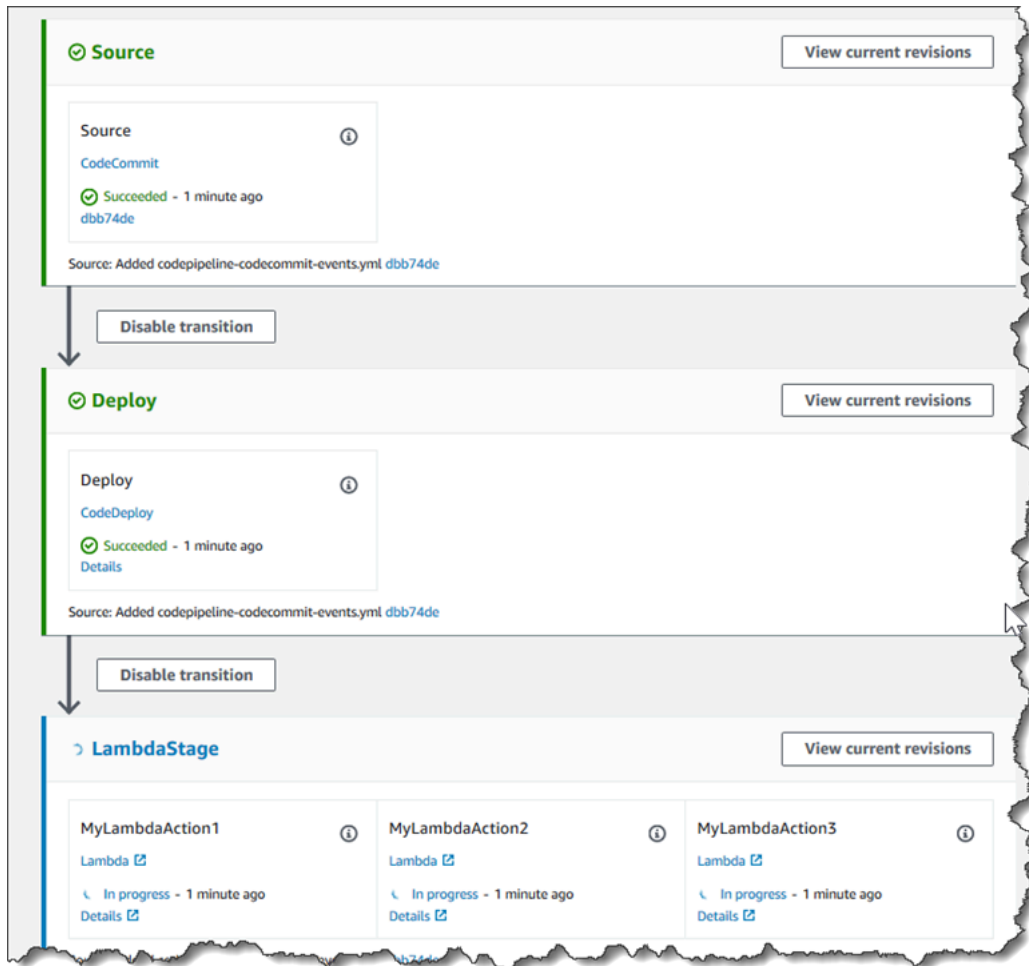 Source
View current revisions
Source
CodeCommit
Succeeded - 1 minute ago
dbb74de
Source: Added codepipeline-codecommit-events.yml dbb74de
Disable transition
Deploy
View current revisions
Deploy
CodeDeploy
Succeeded - 1 minute ago
Details
Source: Added codepipeline-codecommit-events.yml dbb74de
Disable transition
LambdaStage
View current revisions
MyLambdaAction1
Lambda
In progress - 1 minute ago
Details
MyLambdaAction2
Lambda
In progress - 1 minute ago
Details
MyLambdaAction3
Lambda
In progress - 1 minute ago
Details